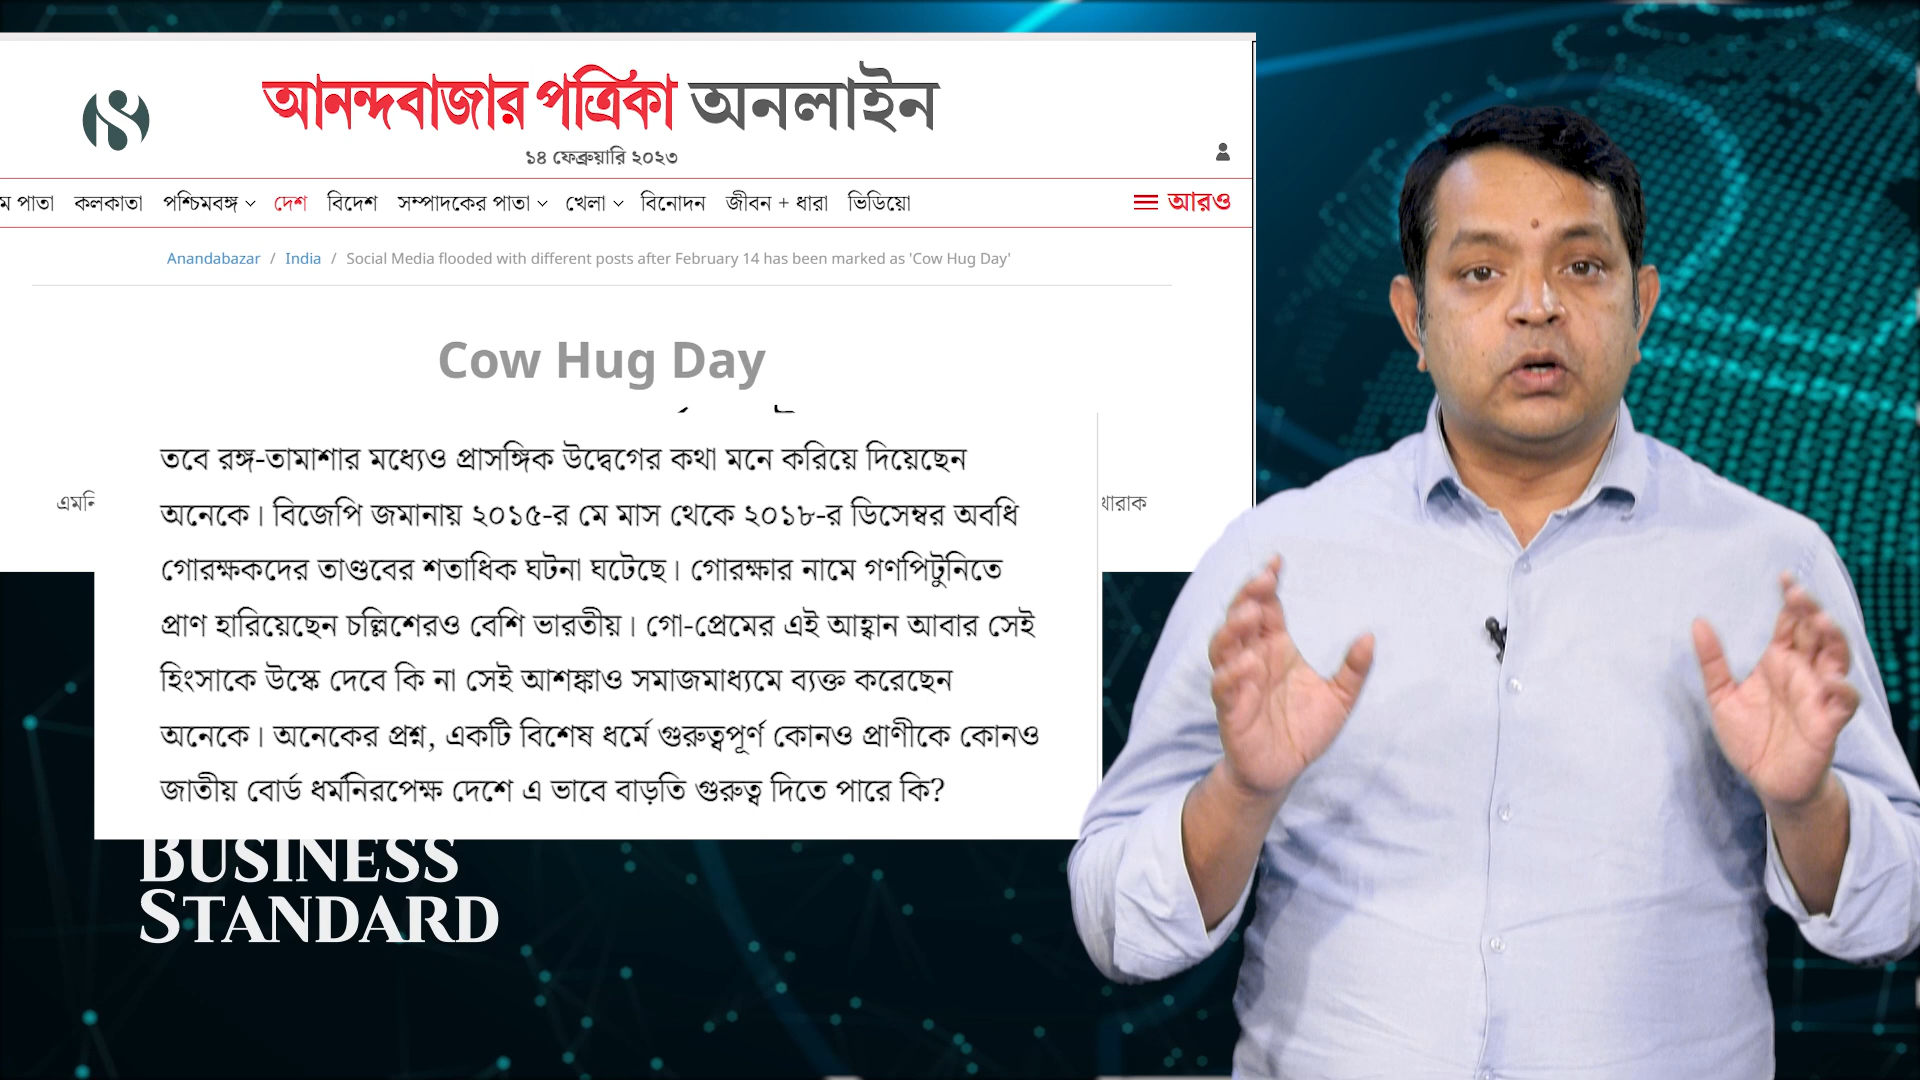 আনন্দবাজার পত্রিকা অনলাইন
১৪ ফেব্রুয়ারি ২০২৩
ম পাতা কলকাতা পশ্চিমবঙ্গ দেশ বিদেশ সম্পাদকের পাতা খেলা বিনোদন জীবন + ধারা ভিডিয়ো আরও
Anandabazar / India / Social Media flooded with different posts after February 14 has been marked as 'Cow Hug Day'
Cow Hug Day
তবে রঙ্গ-তামাশার মধ্যেও প্রাসঙ্গিক উদ্বেগের কথা মনে করিয়ে দিয়েছেন
অনেকে। বিজেপি জমানায় ২০১৫-র মে মাস থেকে ২০১৮-র ডিসেম্বর অবধি
গোরক্ষকদের তাণ্ডবের শতাধিক ঘটনা ঘটেছে। গোরক্ষার নামে গণপিটুনিতে
প্রাণ হারিয়েছেন চল্লিশেরও বেশি ভারতীয়। গো-প্রেমের এই আহ্বান আবার সেই
হিংসাকে উস্কে দেবে কি না সেই আশঙ্কাও সমাজমাধ্যমে ব্যক্ত করেছেন
অনেকে। অনেকের প্রশ্ন, একটি বিশেষ ধর্মে গুরুত্বপূর্ণ কোনও প্রাণীকে কোনও
জাতীয় বোর্ড ধর্মনিরপেক্ষ দেশে এ ভাবে বাড়তি গুরুত্ব দিতে পারে কি?
BUSINESS
STANDARD